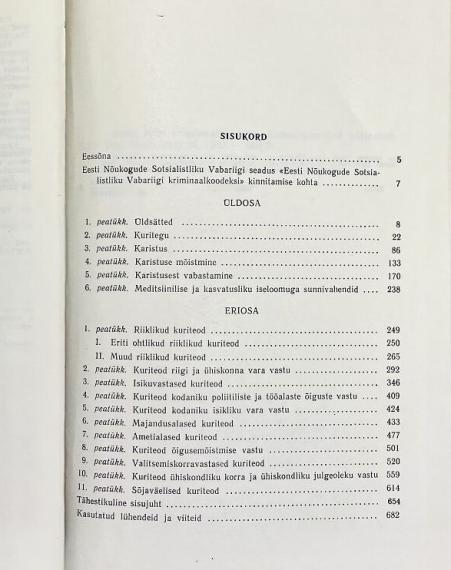 SISUKORD
Eessõna ..... 5
Eesti Nõukogude Sotsialistliku Vabariigi seadus «Eesti Nõukogude Sotsia-
listliku Vabariigi kriminaalkoodeksi» kinnitamise kohta ..... 7
ÜLDOSA
1. peatükk. Üldsätted ..... 8
2. peatükk. Kuritegu ..... 22
3. peatükk. Karistus ..... 86
4. peatükk. Karistuse mõistmine ..... 133
5. peatükk. Karistusest vabastamine ..... 170
6. peatükk. Meditsiinilise ja kasvatusliku iseloomuga sunnivahendid .... 238
ERIOSA
1. peatükk. Riiklikud kuriteod ..... 249
I. Eriti ohtlikud riiklikud kuriteod ..... 250
II. Muud riiklikud kuriteod ..... 265
2. peatükk. Kuriteod riigi ja ühiskonna vara vastu ..... 292
3. peatükk. Isikuvastased kuriteod ..... 346
4. peatükk. Kuriteod kodaniku poliitiliste ja tööalaste õiguste vastu .... 409
5. peatükk. Kuriteod kodaniku isikliku vara vastu ..... 424
6. peatükk. Majandusalased kuriteod ..... 433
7. peatükk. Ametialased kuriteod ..... 477
8. peatükk. Kuriteod õigusemõistmise vastu ..... 501
9. peatükk. Valitsemiskorravastased kuriteod ..... 520
10. peatükk. Kuriteod ühiskondliku korra ja ühiskondliku julgeoleku vastu 559
11. peatükk. Sõjaväelised kuriteod ..... 614
Tähestikuline sisujuht ..... 654
Kasutatud lühendeid ja viiteid ..... 682